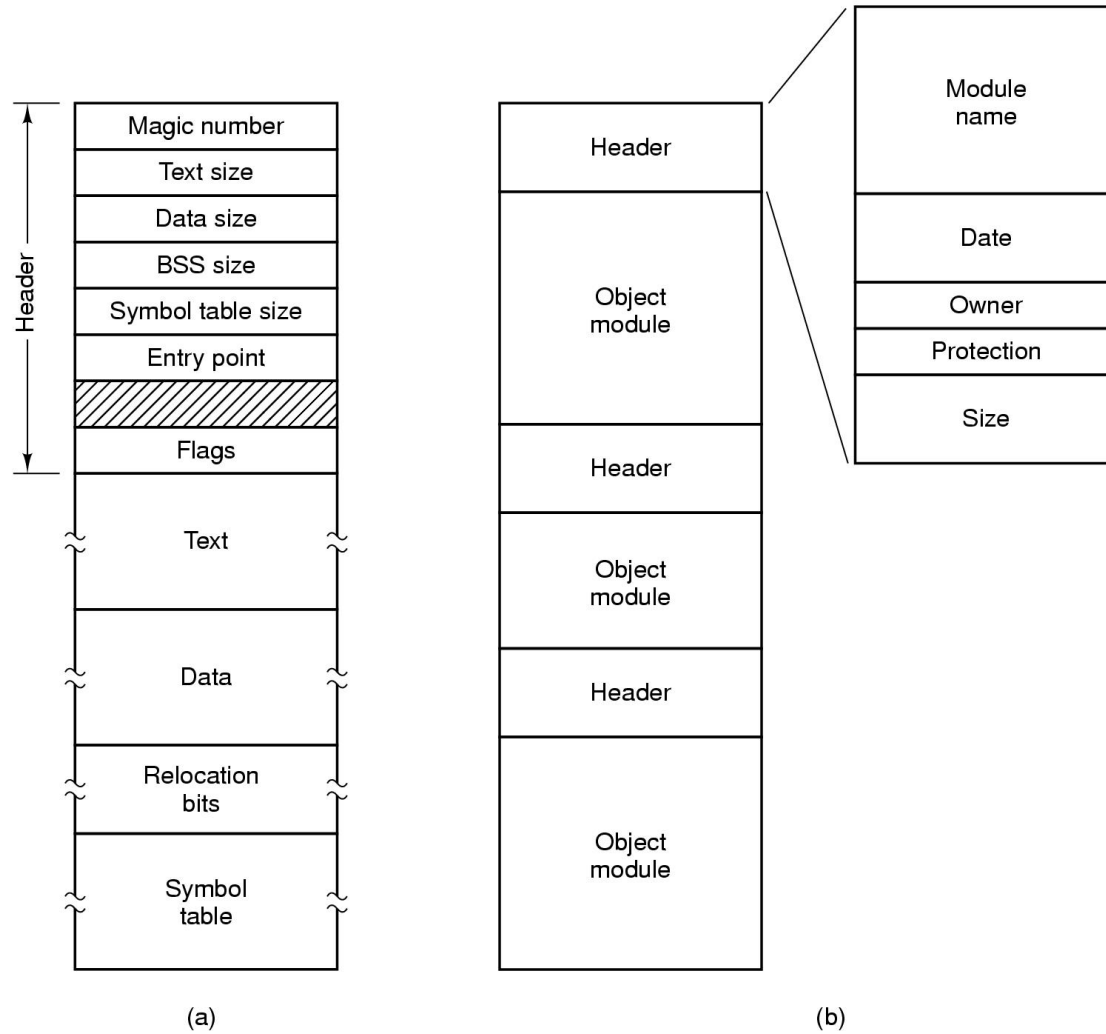 Header
Magic number
Text size
Data size
BSS size
Symbol table size
Entry point
Flags
Text
Data
Relocation
bits
Symbol
table
(a)
Header
Object
module
Header
Object
module
Header
Object
module
Module
name
Date
Owner
Protection
Size
(b)